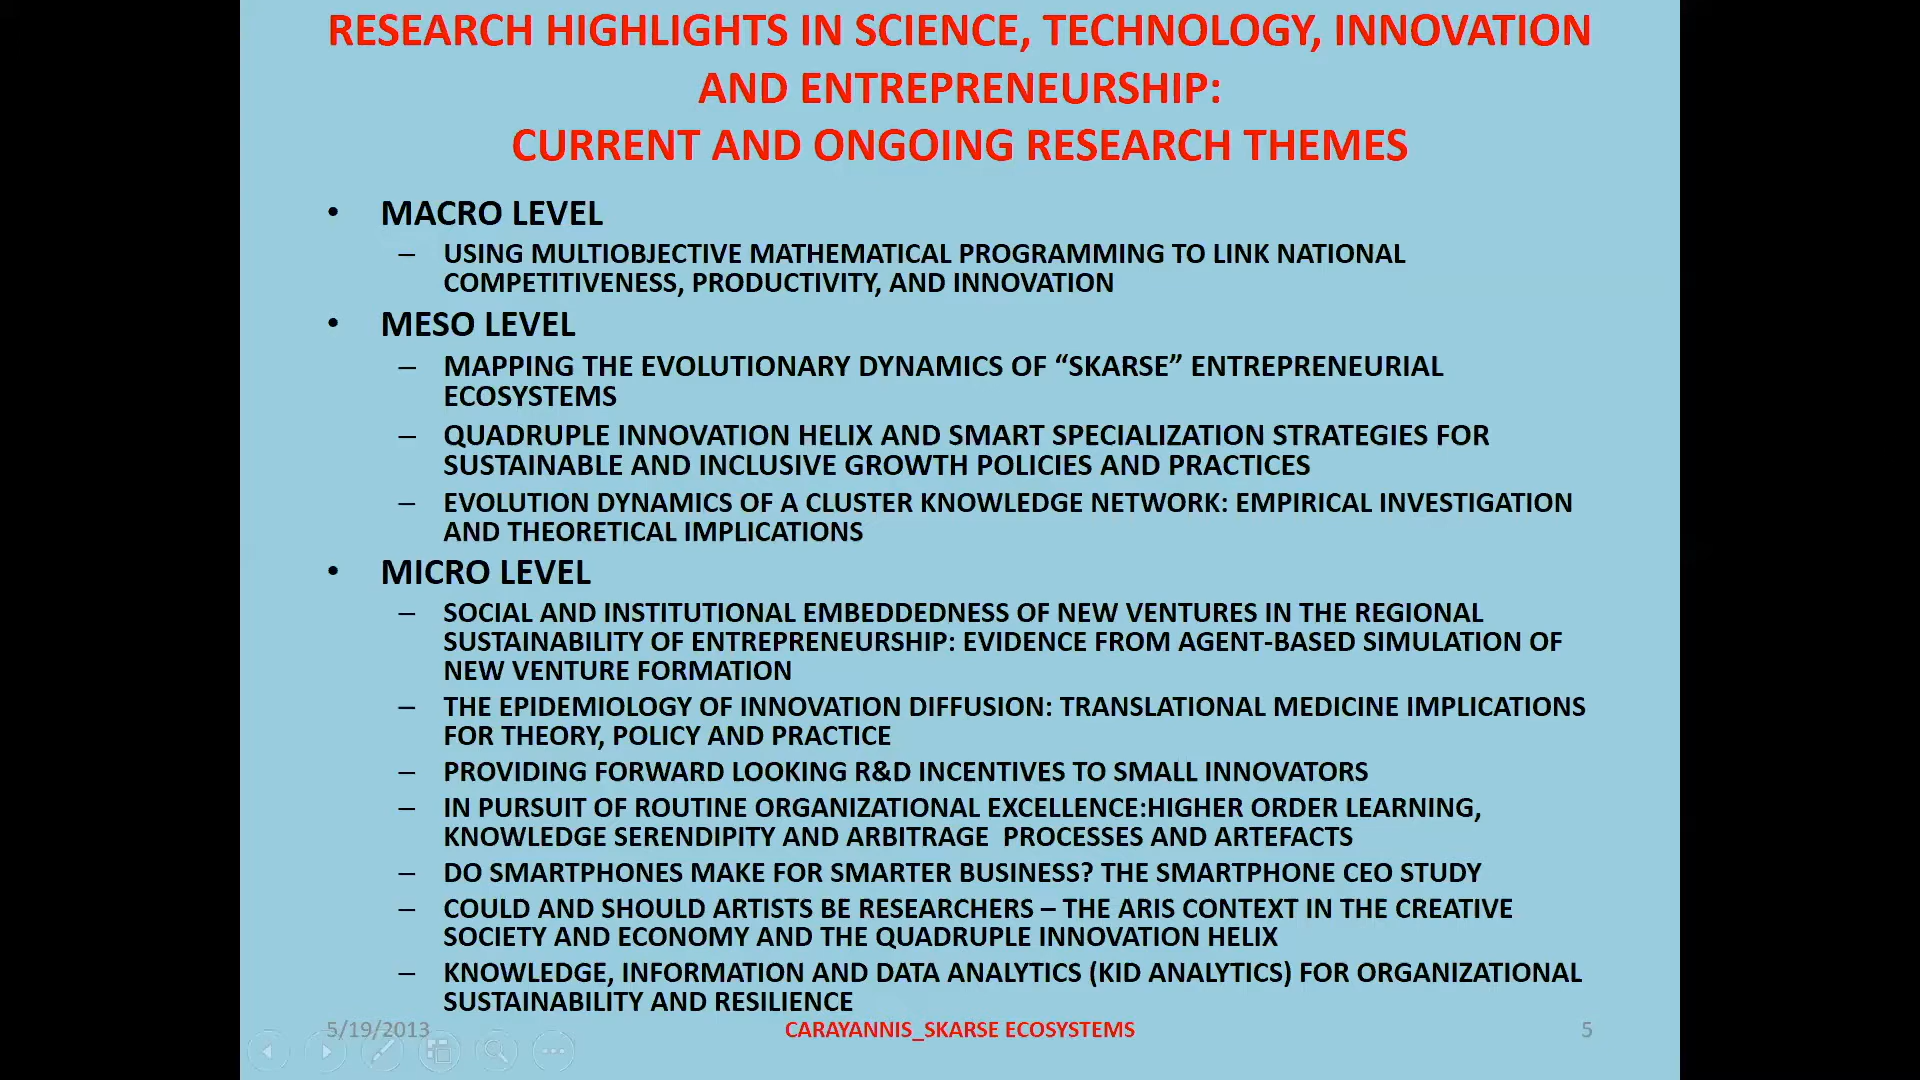 RESEARCH HIGHLIGHTS IN SCIENCE, TECHNOLOGY, INNOVATION
AND ENTREPRENEURSHIP:
CURRENT AND ONGOING RESEARCH THEMES
• MACRO LEVEL
– USING MULTIOBJECTIVE MATHEMATICAL PROGRAMMING TO LINK NATIONAL
COMPETITIVENESS, PRODUCTIVITY, AND INNOVATION
• MESO LEVEL
– MAPPING THE EVOLUTIONARY DYNAMICS OF “SKARSE” ENTREPRENEURIAL
ECOSYSTEMS
– QUADRUPLE INNOVATION HELIX AND SMART SPECIALIZATION STRATEGIES FOR
SUSTAINABLE AND INCLUSIVE GROWTH POLICIES AND PRACTICES
– EVOLUTION DYNAMICS OF A CLUSTER KNOWLEDGE NETWORK: EMPIRICAL INVESTIGATION
AND THEORETICAL IMPLICATIONS
• MICRO LEVEL
– SOCIAL AND INSTITUTIONAL EMBEDDEDNESS OF NEW VENTURES IN THE REGIONAL
SUSTAINABILITY OF ENTREPRENEURSHIP: EVIDENCE FROM AGENT-BASED SIMULATION OF
NEW VENTURE FORMATION
– THE EPIDEMIOLOGY OF INNOVATION DIFFUSION: TRANSLATIONAL MEDICINE IMPLICATIONS
FOR THEORY, POLICY AND PRACTICE
– PROVIDING FORWARD LOOKING R&D INCENTIVES TO SMALL INNOVATORS
– IN PURSUIT OF ROUTINE ORGANIZATIONAL EXCELLENCE:HIGHER ORDER LEARNING,
KNOWLEDGE SERENDIPITY AND ARBITRAGE  PROCESSES AND ARTEFACTS
– DO SMARTPHONES MAKE FOR SMARTER BUSINESS? THE SMARTPHONE CEO STUDY
– COULD AND SHOULD ARTISTS BE RESEARCHERS – THE ARIS CONTEXT IN THE CREATIVE
SOCIETY AND ECONOMY AND THE QUADRUPLE INNOVATION HELIX
– KNOWLEDGE, INFORMATION AND DATA ANALYTICS (KID ANALYTICS) FOR ORGANIZATIONAL
SUSTAINABILITY AND RESILIENCE
5/19/2013 CARAYANNIS_SKARSE ECOSYSTEMS 5